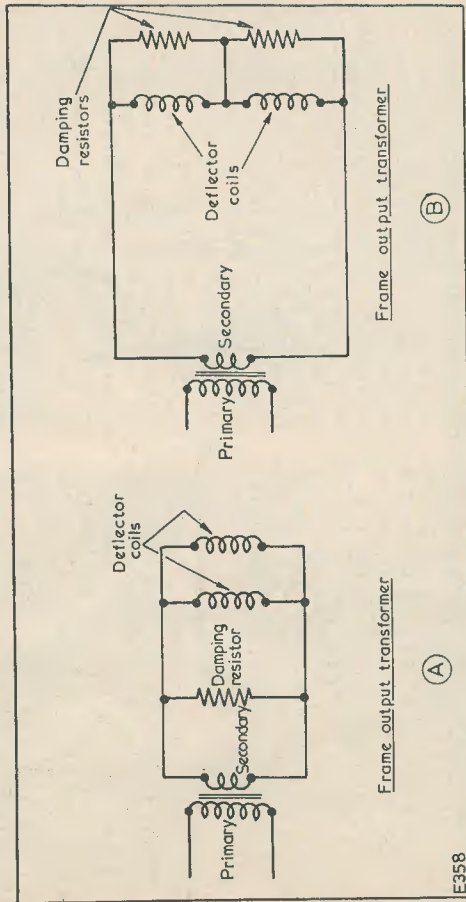 Primary
Secondary
Damping
resistor
Deflector
coils
Frame output transformer
A
Primary
Secondary
Deflector
coils
Damping
resistors
Frame output transformer
B
E358